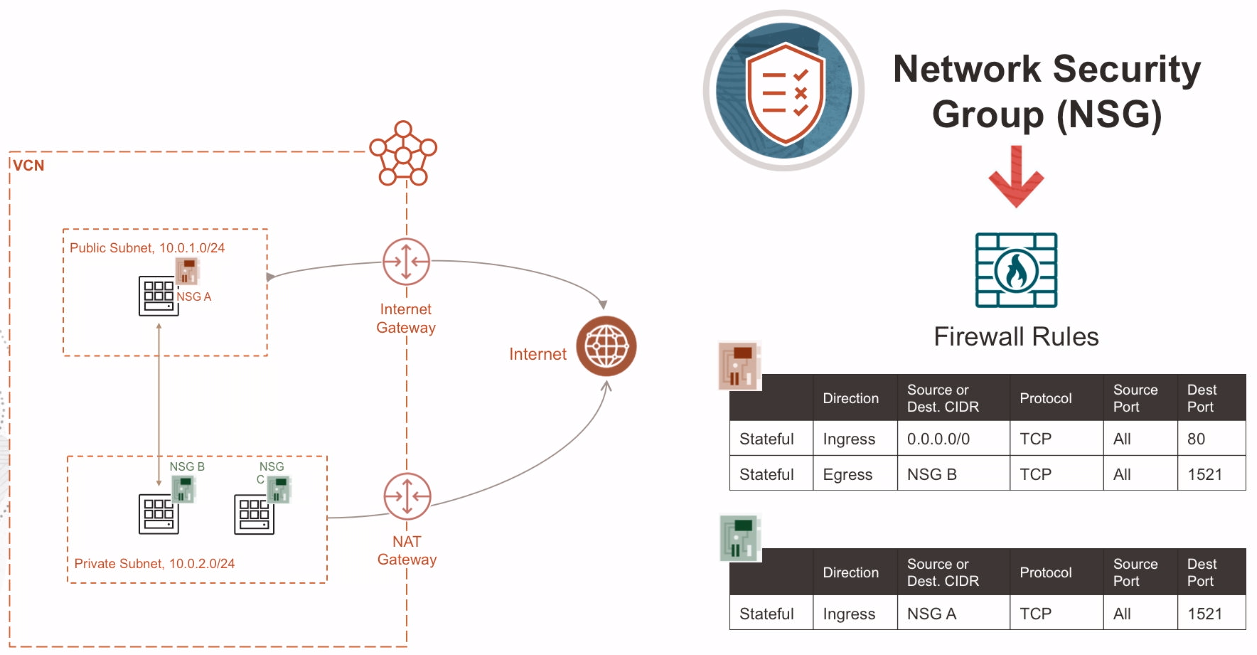 Network Security
Group (NSG)
VCN
Public Subnet, 10.0.1.0/24
NSG A
Internet
Gateway
Internet
NSG B
NSG
C
Private Subnet, 10.0.2.0/24
NAT
Gateway
Firewall Rules
Direction Source or Dest. CIDR Protocol Source Port Dest Port
Stateful Ingress 0.0.0.0/0 TCP All 80
Stateful Egress NSG B TCP All 1521
Direction Source or Dest. CIDR Protocol Source Port Dest Port
Stateful Ingress NSG A TCP All 1521